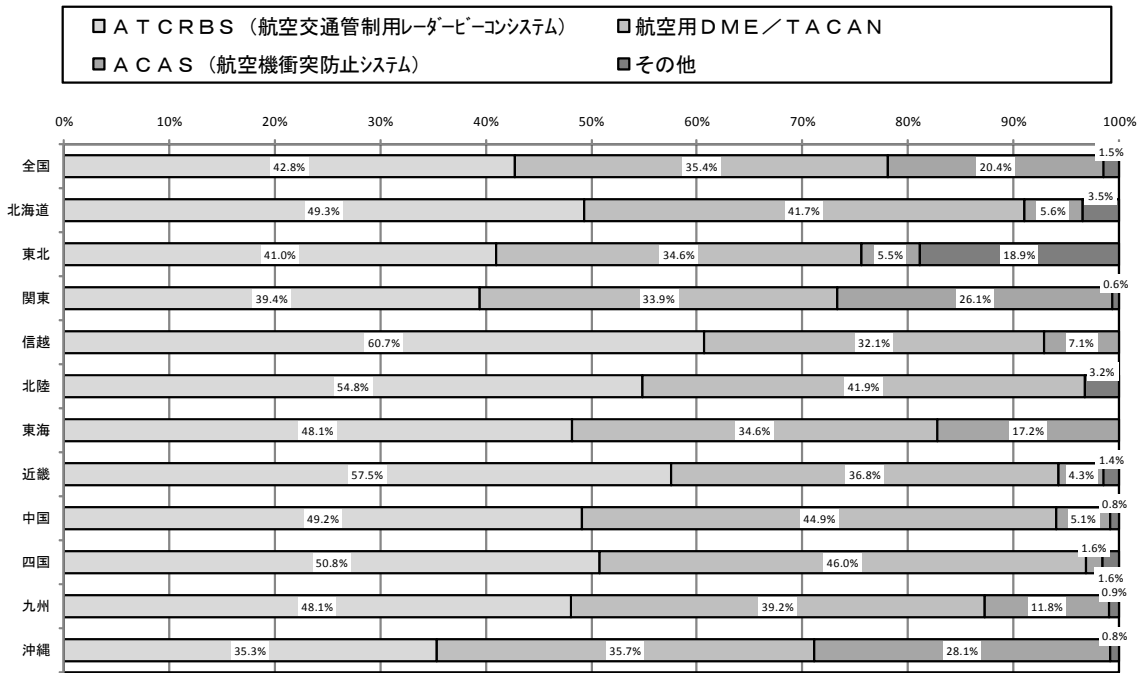 ＡＴＣＲＢＳ（航空交通管制用ﾚｰﾀﾞｰﾋﾞｰｺﾝｼｽﾃﾑ） 航空用ＤＭＥ／ＴＡＣＡＮ
ＡＣＡＳ（航空機衝突防止システム） その他
0% 10% 20% 30% 40% 50% 60% 70% 80% 90% 100%
全国 42.8% 35.4% 20.4% 1.5%
北海道 49.3% 41.7% 5.6% 3.5%
東北 41.0% 34.6% 5.5% 18.9%
関東 39.4% 33.9% 26.1% 0.6%
信越 60.7% 32.1% 7.1%
北陸 54.8% 41.9% 3.2%
東海 48.1% 34.6% 17.2%
近畿 57.5% 36.8% 4.3% 1.4%
中国 49.2% 44.9% 5.1% 0.8%
四国 50.8% 46.0% 1.6% 1.6%
九州 48.1% 39.2% 11.8% 0.9%
沖縄 35.3% 35.7% 28.1% 0.8%